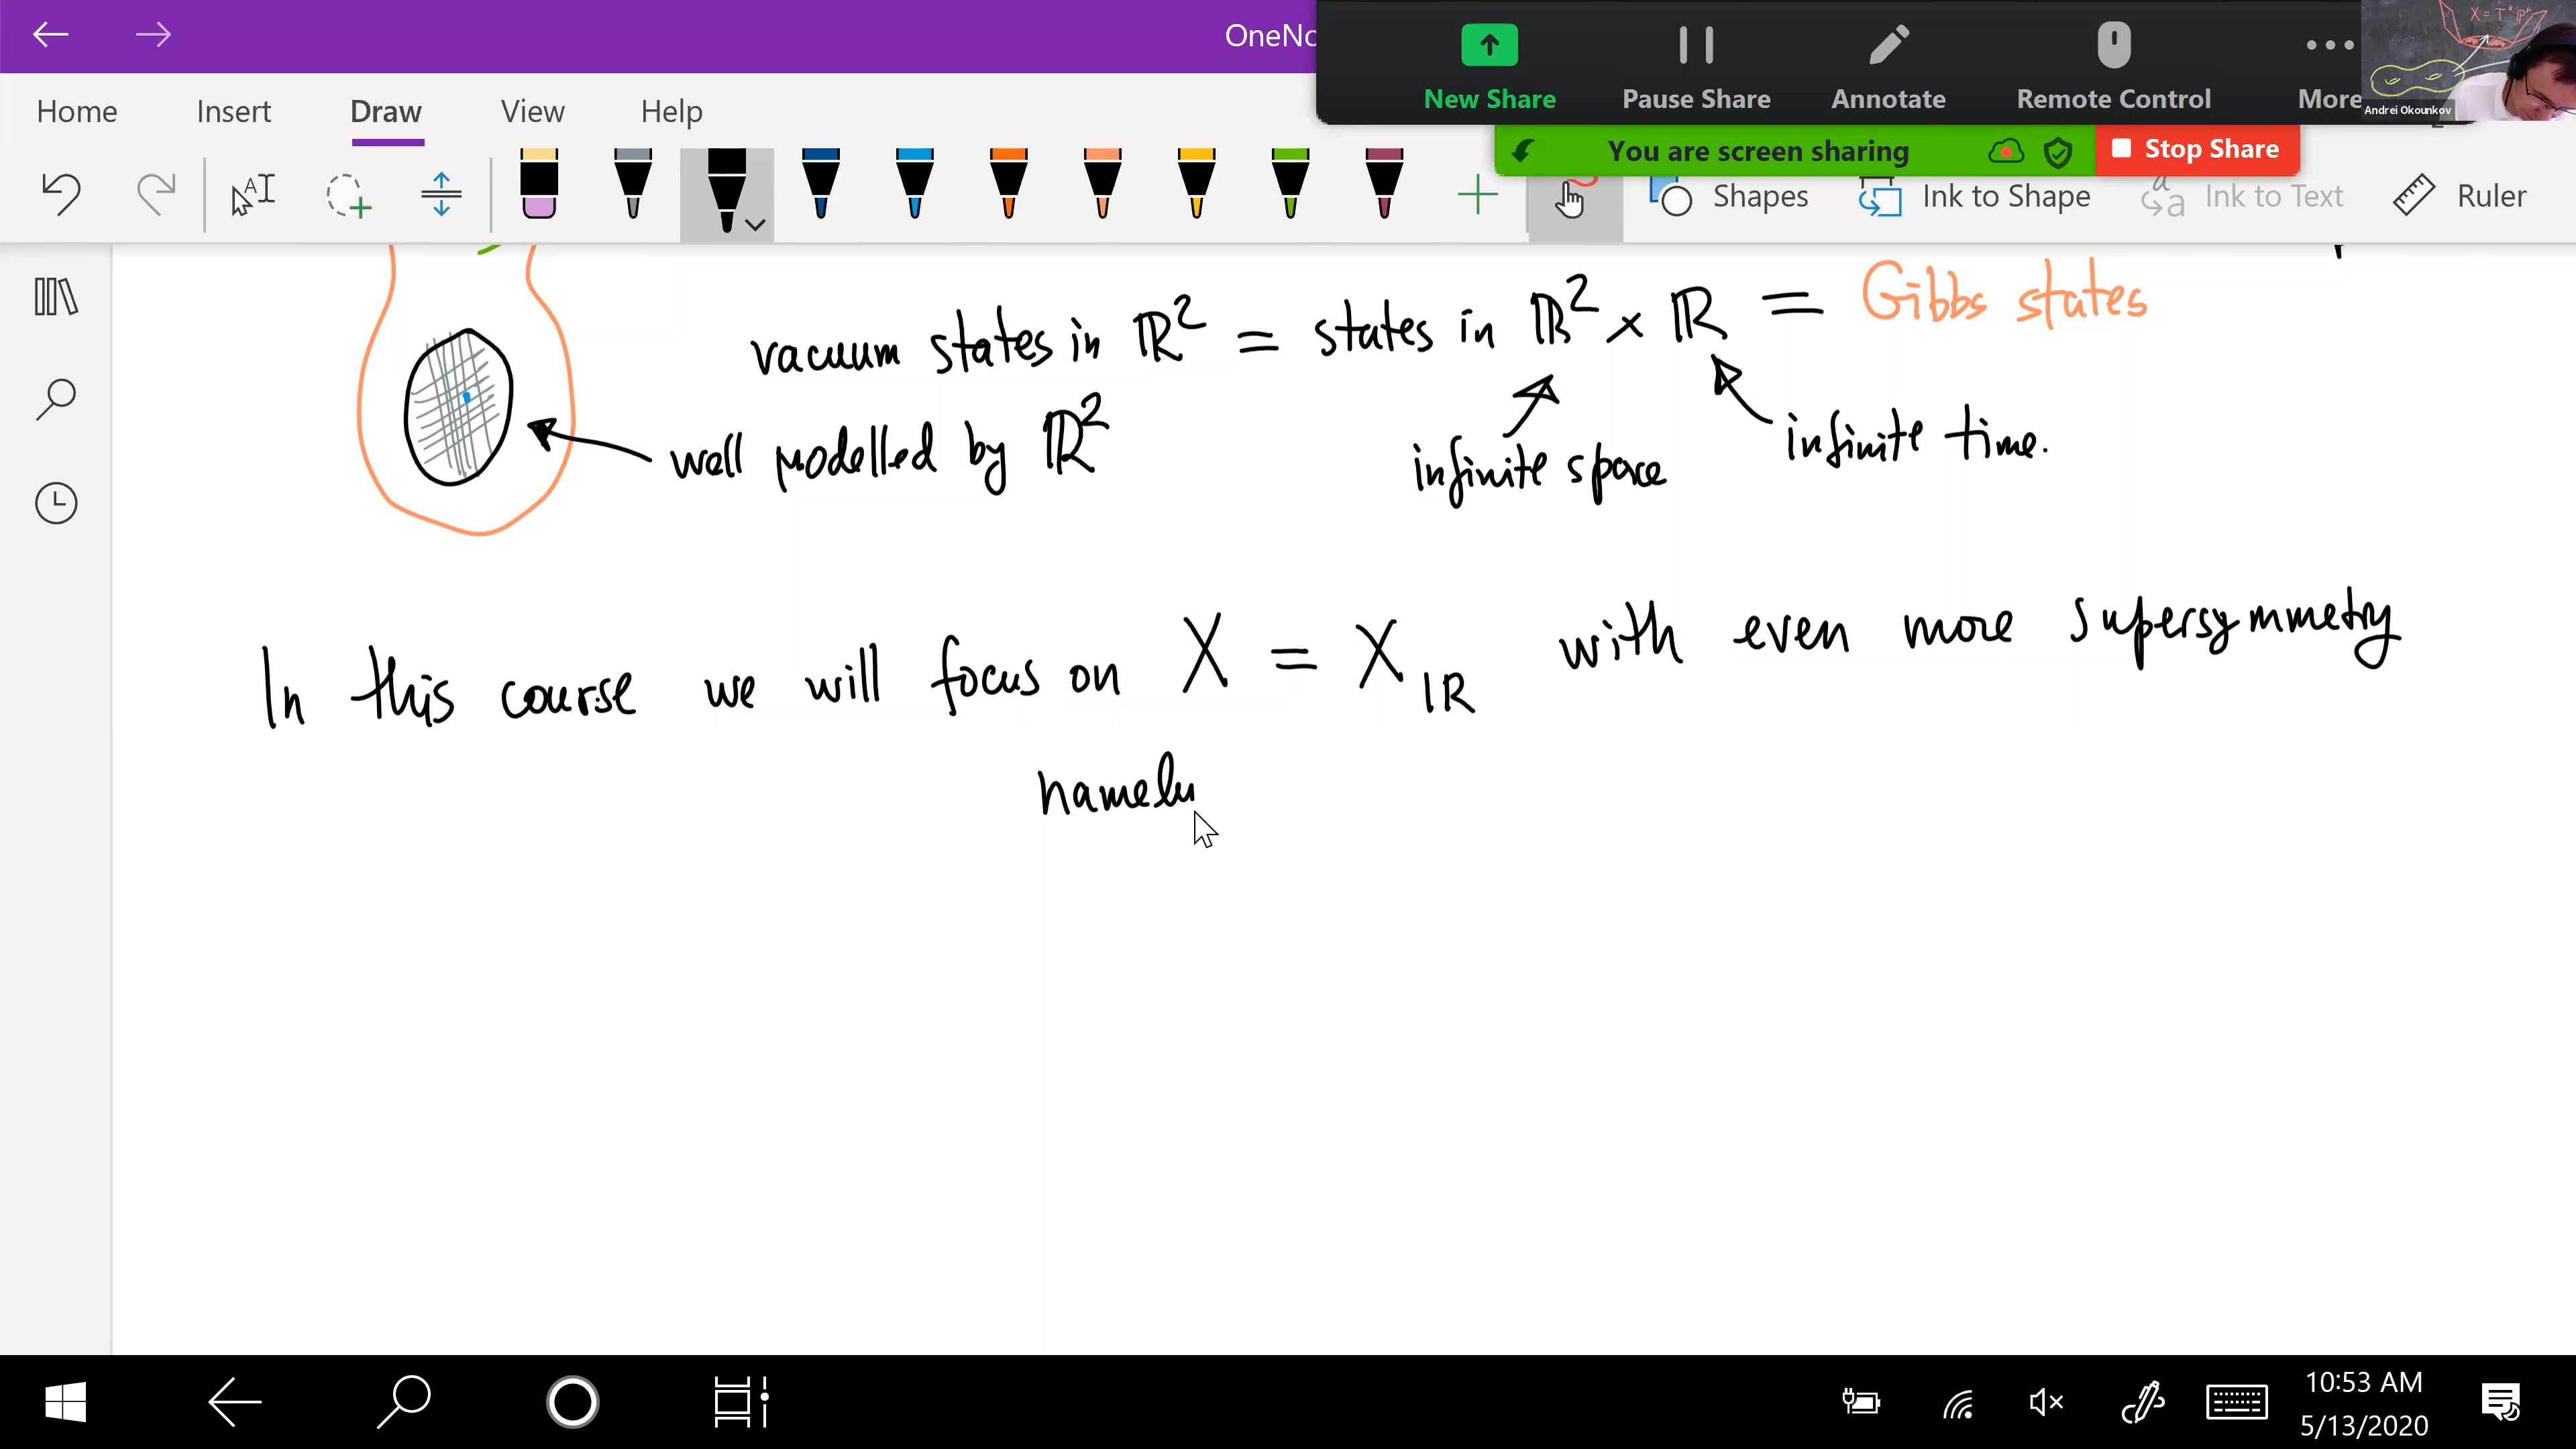 OneNo
New Share
Pause Share
Annotate
Remote Control
More
X = T*
Andrei Okounkov
Home
Insert
Draw
View
Help
You are screen sharing
Stop Share
Shapes
Ink to Shape
Ink to Text
Ruler
vacuum states in ℝ² = states in ℝ² × ℝ = Gibbs states
well modelled by ℝ²
infinite space
infinite time.
In this course we will focus on X = X_IR with even more supersymmetry
namely
10:53 AM
5/13/2020